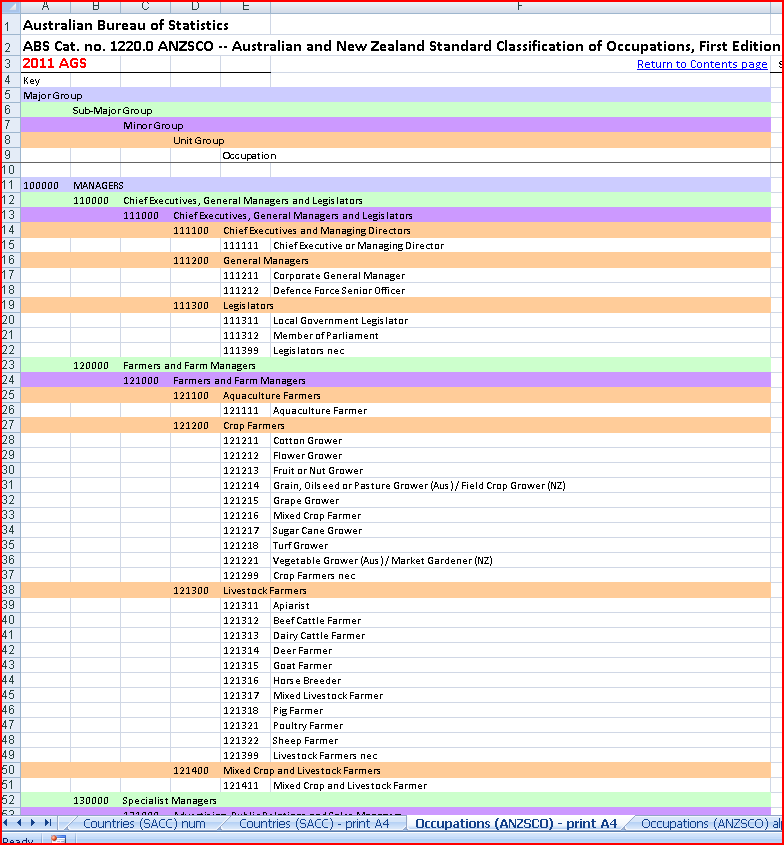 A B C D E F
1 Australian Bureau of Statistics
2 ABS Cat. no. 1220.0 ANZSCO -- Australian and New Zealand Standard Classification of Occupations, First Edition
3 2011 AGS Return to Contents page
4 Key
5 Major Group
6 Sub-Major Group
7 Minor Group
8 Unit Group
9 Occupation
10
11 100000 MANAGERS
12 110000 Chief Executives, General Managers and Legislators
13 111000 Chief Executives, General Managers and Legislators
14 111100 Chief Executives and Managing Directors
15 111111 Chief Executive or Managing Director
16 111200 General Managers
17 111211 Corporate General Manager
18 111212 Defence Force Senior Officer
19 111300 Legislators
20 111311 Local Government Legislator
21 111312 Member of Parliament
22 111399 Legislators nec
23 120000 Farmers and Farm Managers
24 121000 Farmers and Farm Managers
25 121100 Aquaculture Farmers
26 121111 Aquaculture Farmer
27 121200 Crop Farmers
28 121211 Cotton Grower
29 121212 Flower Grower
30 121213 Fruit or Nut Grower
31 121214 Grain, Oilseed or Pasture Grower (Aus) / Field Crop Grower (NZ)
32 121215 Grape Grower
33 121216 Mixed Crop Farmer
34 121217 Sugar Cane Grower
35 121218 Turf Grower
36 121221 Vegetable Grower (Aus) / Market Gardener (NZ)
37 121299 Crop Farmers nec
38 121300 Livestock Farmers
39 121311 Apiarist
40 121312 Beef Cattle Farmer
41 121313 Dairy Cattle Farmer
42 121314 Deer Farmer
43 121315 Goat Farmer
44 121316 Horse Breeder
45 121317 Mixed Livestock Farmer
46 121318 Pig Farmer
47 121321 Poultry Farmer
48 121322 Sheep Farmer
49 121399 Livestock Farmers nec
50 121400 Mixed Crop and Livestock Farmers
51 121411 Mixed Crop and Livestock Farmer
52 130000 Specialist Managers
53 131000 Advertising, Public Relations and Sales Managers
Countries (SACC) num Countries (SACC) - print A4 Occupations (ANZSCO) - print A4 Occupations (ANZSCO) al
Ready